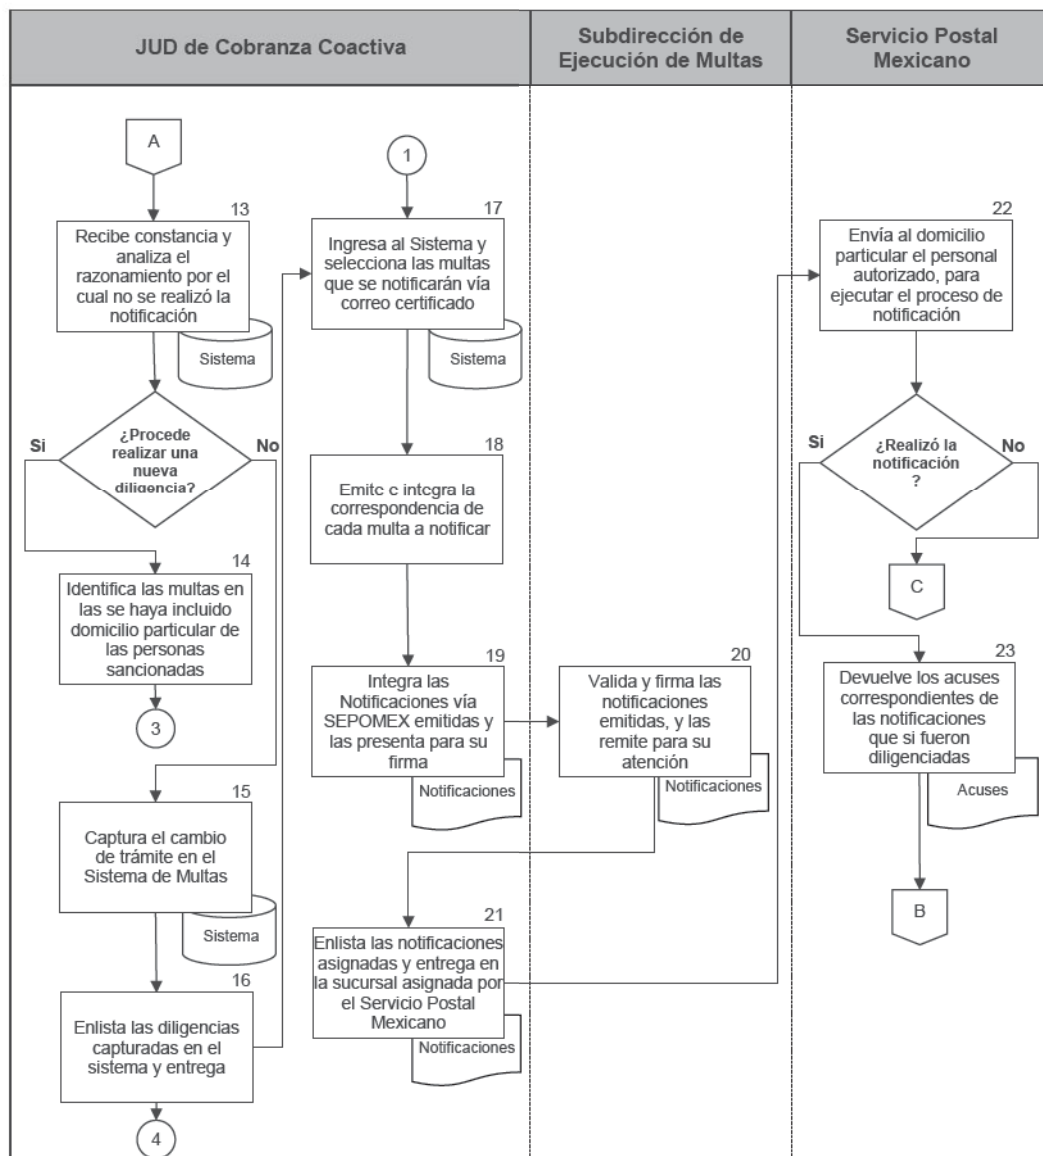 JUD de Cobranza Coactiva
Subdirección de
Ejecución de Multas
Servicio Postal
Mexicano
A
13
Recibe constancia y
analiza el
razonamiento por el
cual no se realizó la
notificación
Sistema
¿Procede
realizar una
nueva
diligencia?
Si
No
14
Identifica las multas en
las se haya incluido
domicilio particular de
las personas
sancionadas
3
15
Captura el cambio
de trámite en el
Sistema de Multas
Sistema
16
Enlista las diligencias
capturadas en el
sistema y entrega
4
1
17
Ingresa al Sistema y
selecciona las multas
que se notificarán vía
correo certificado
Sistema
18
Emite e integra la
correspondencia de
cada multa a notificar
19
Integra las
Notificaciones vía
SEPOMEX emitidas y
las presenta para su
firma
Notificaciones
20
Valida y firma las
notificaciones
emitidas, y las
remite para su
atención
Notificaciones
21
Enlista las notificaciones
asignadas y entrega en
la sucursal asignada por
el Servicio Postal
Mexicano
Notificaciones
22
Envía al domicilio
particular el personal
autorizado, para
ejecutar el proceso de
notificación
Si
¿Realizó la
notificación
?
No
C
23
Devuelve los acuses
correspondientes de
las notificaciones
que si fueron
diligenciadas
Acuses
B